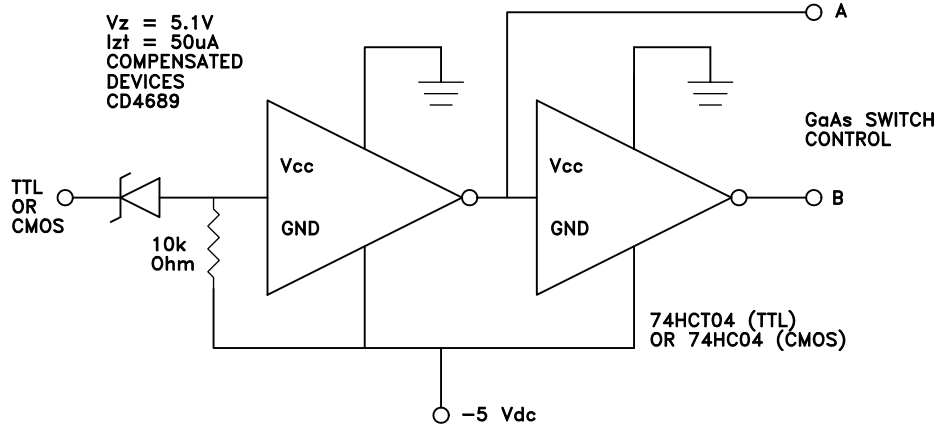 Vz = 5.1V
Izt = 50uA
COMPENSATED
DEVICES
CD4689
A
GaAs SWITCH
CONTROL
Vcc
Vcc
TTL
OR
CMOS
B
GND
GND
10k
Ohm
74HCT04 (TTL)
OR 74HC04 (CMOS)
-5 Vdc